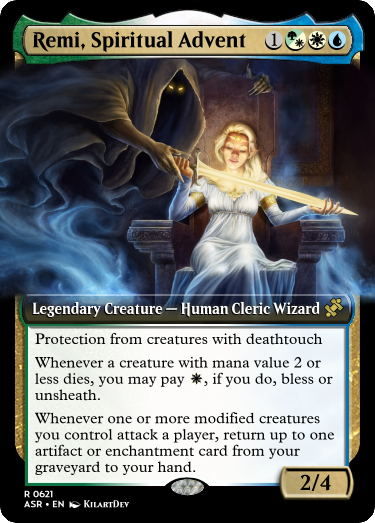 Remi, Spiritual Advent 1
Legendary Creature — Human Cleric Wizard
Protection from creatures with deathtouch
Whenever a creature with mana value 2 or
less dies, you may pay , if you do, bless or
unsheath.
Whenever one or more modified creatures
you control attack a player, return up to one
artifact or enchantment card from your
graveyard to your hand.
2/4
R 0621
ASR • EN KilartDev